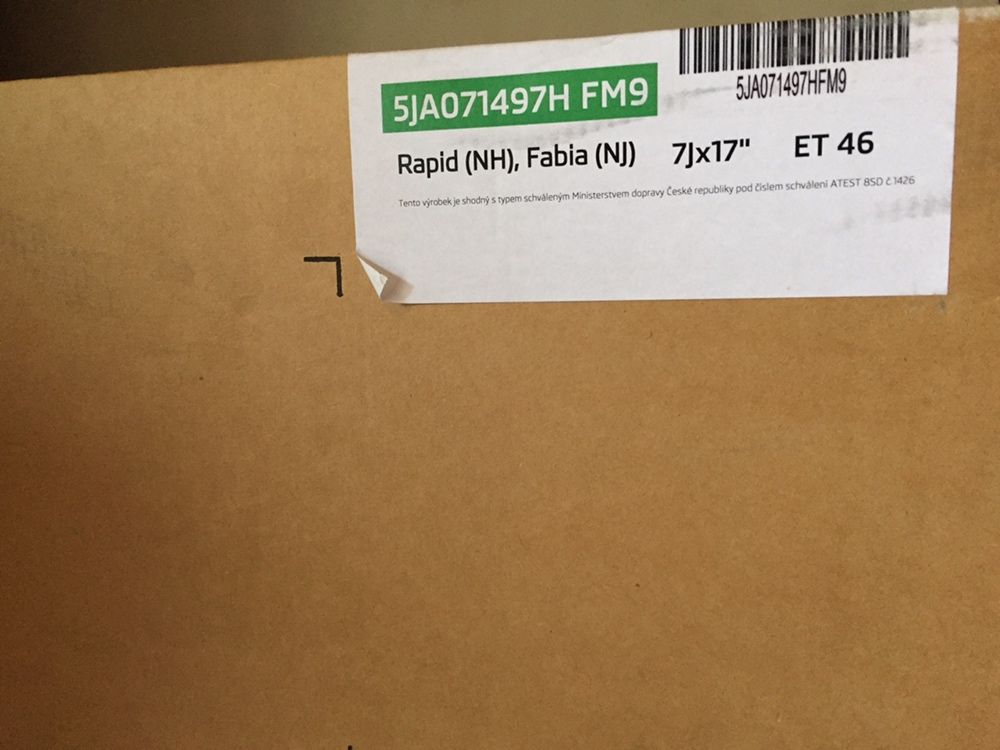 5JA071497H FM9
5JA071497HFM9
Rapid (NH), Fabia (NJ) 7Jx17" ET 46
Tento výrobek je shodný s typem schváleným Ministerstvem dopravy České republiky pod číslem schválení ATEST 8SD č.1426